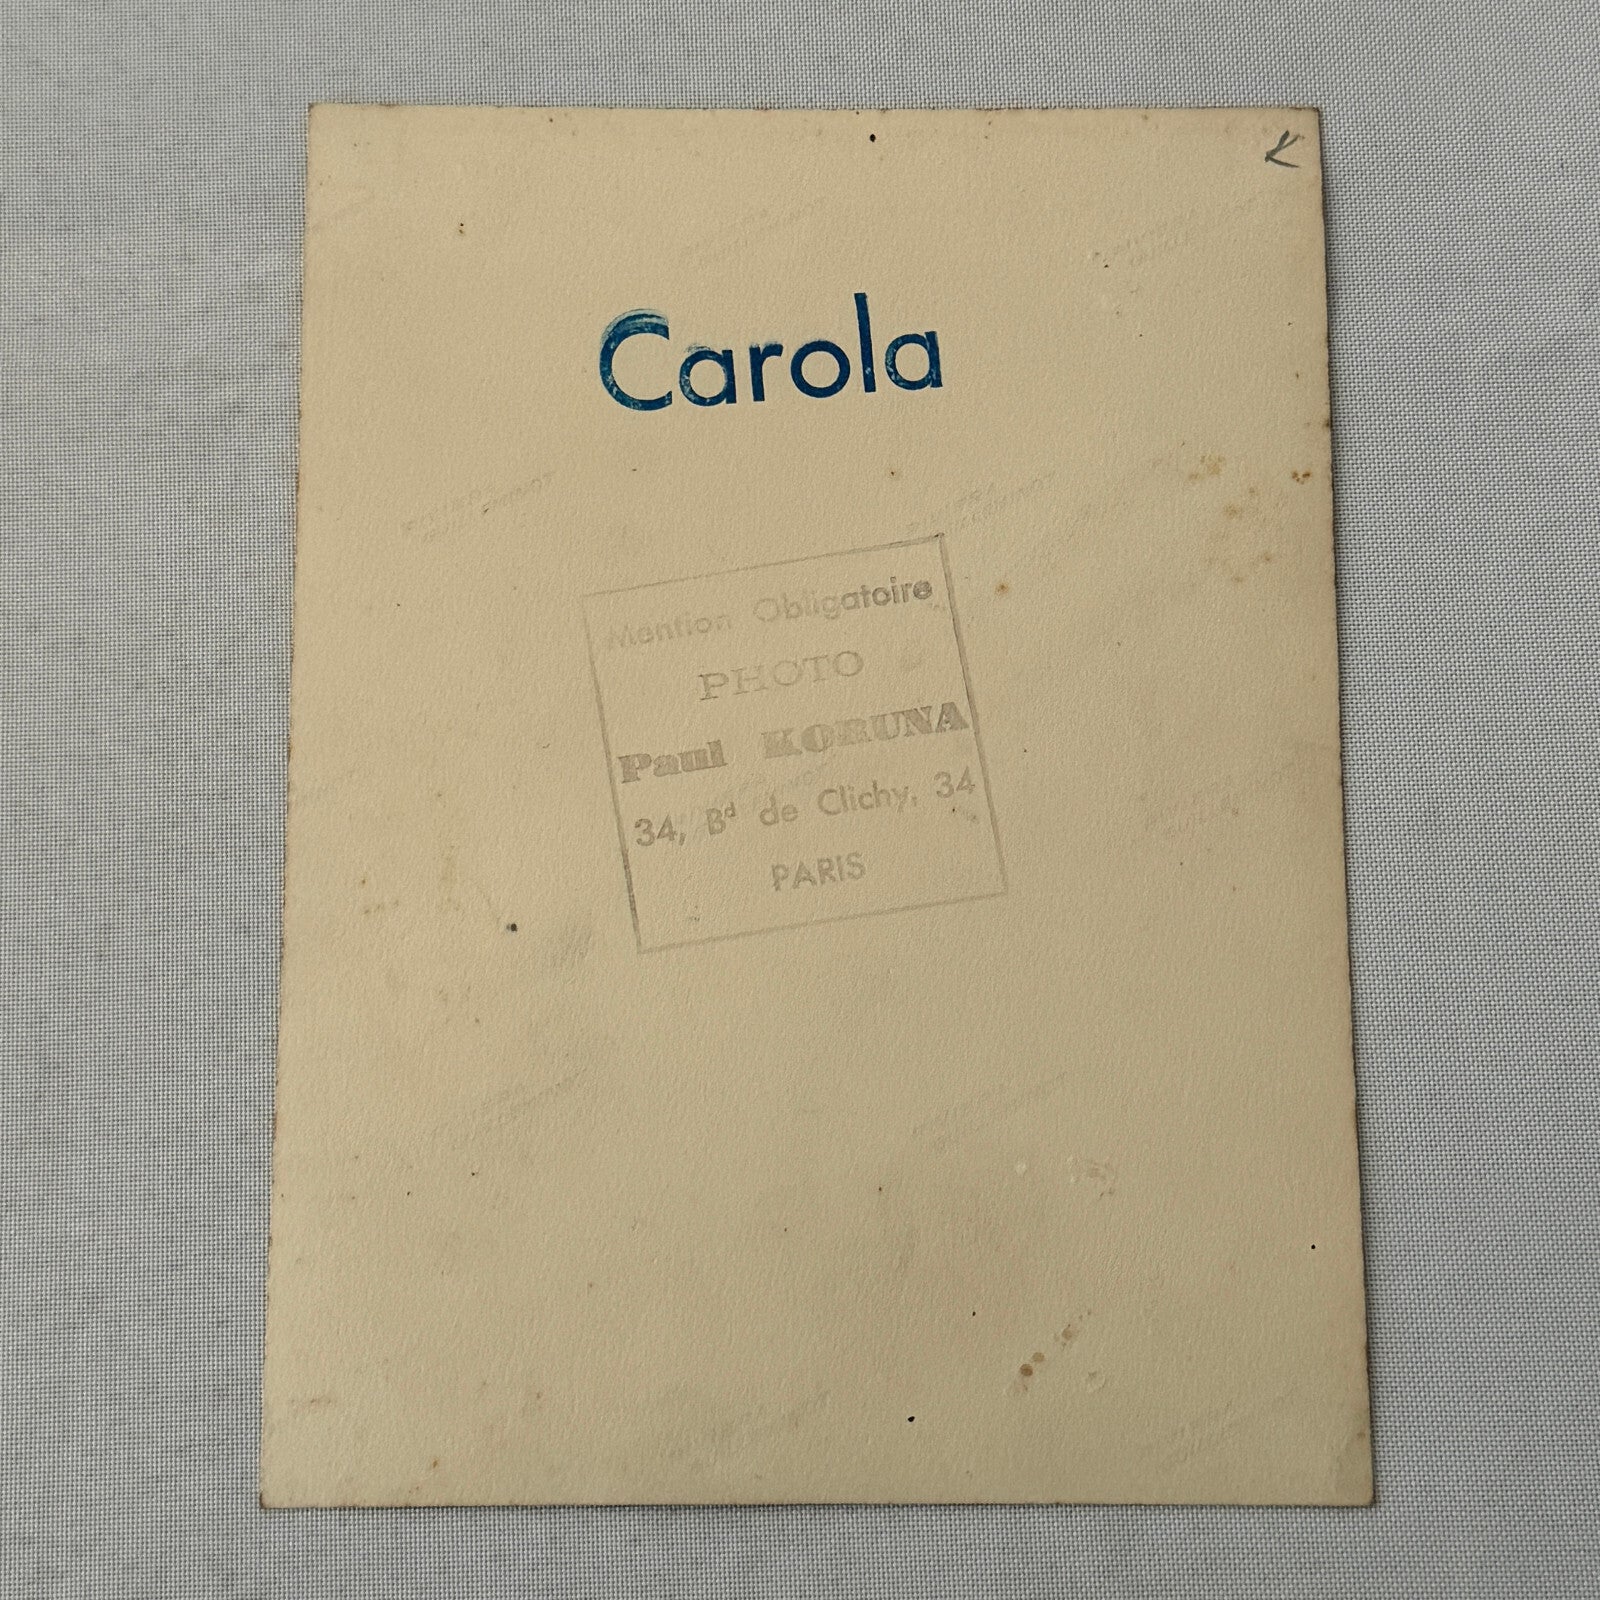 K
Carola
Mention Obligatoire
PHOTO
Paul KORUNA
34, Bd de Clichy, 34
PARIS